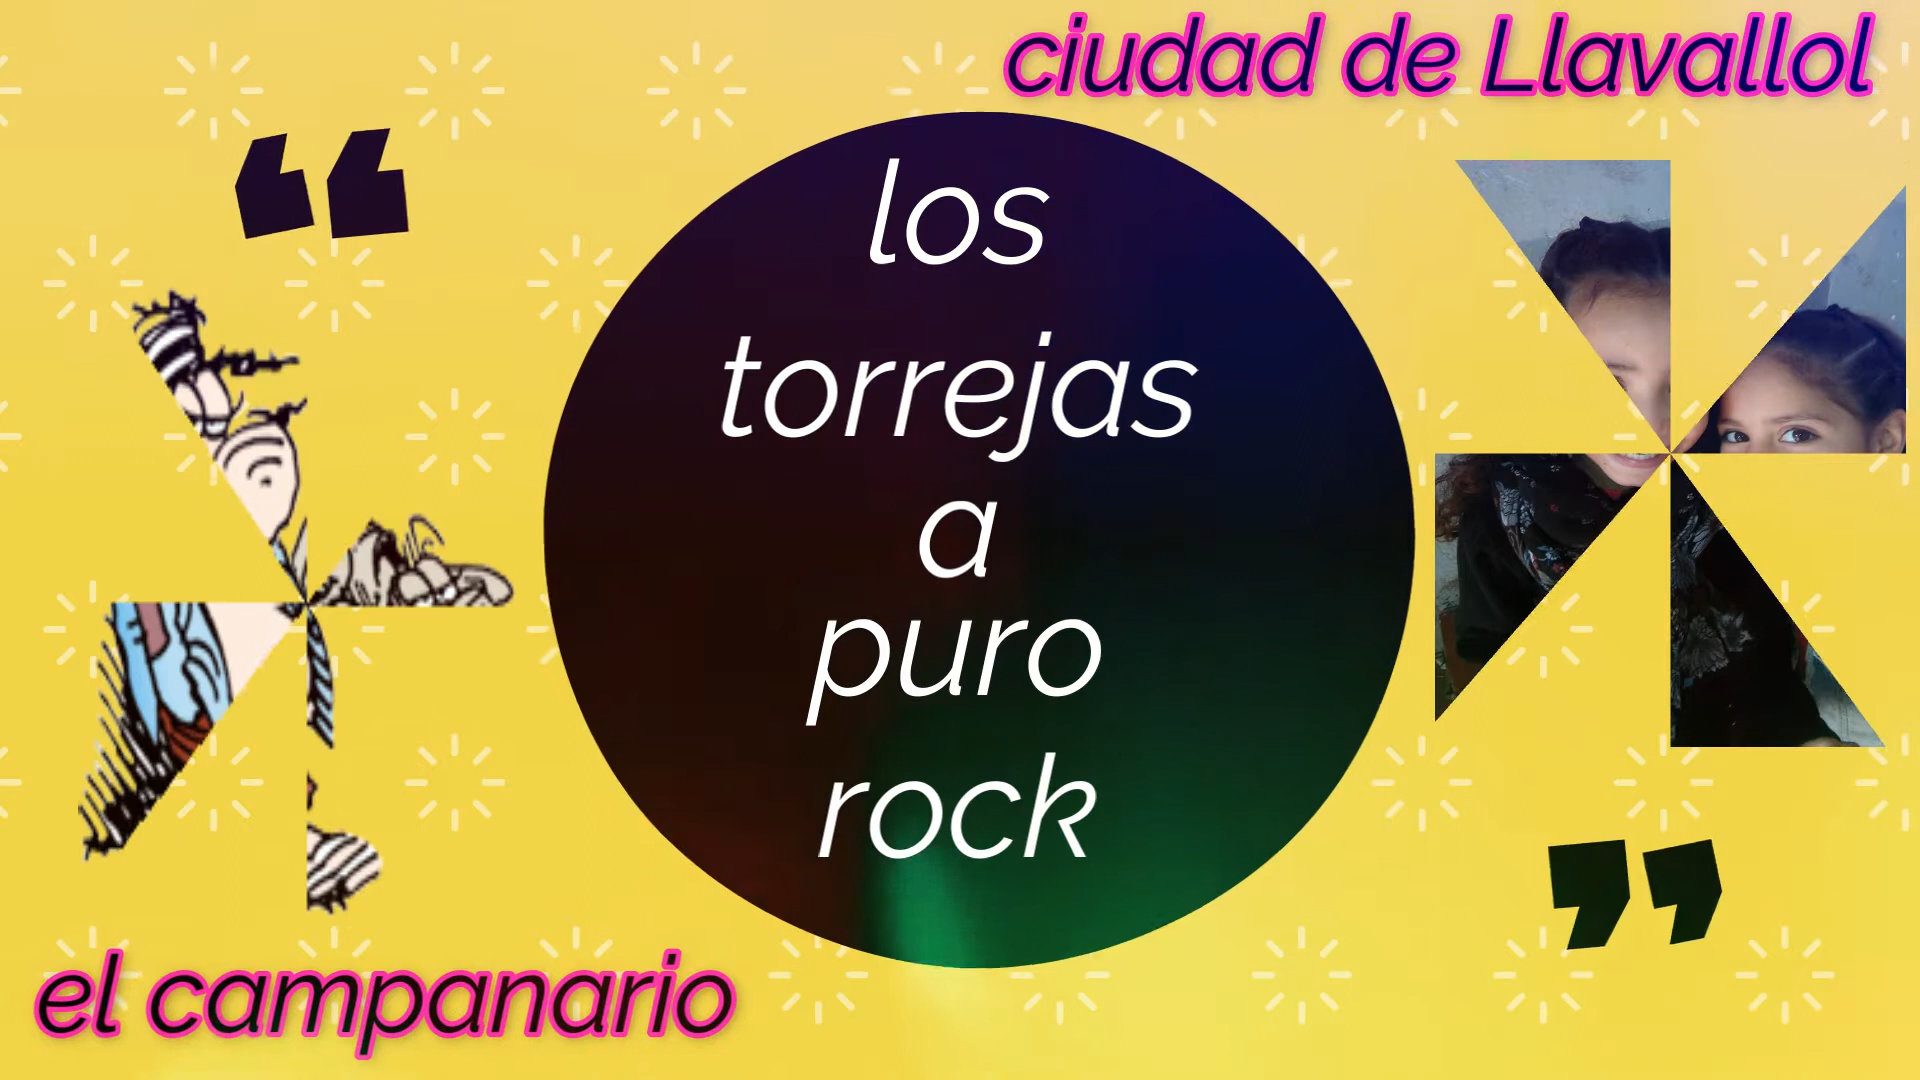 ciudad de Llavallol
“
los
torrejas
a
puro
rock
”
el campanario